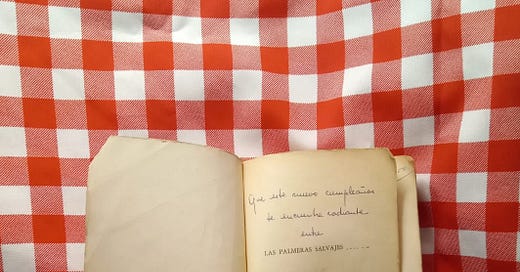 Que este nuevo cumpleaños
te encuentre radiante
entre
LAS PALMERAS SALVAJES ......